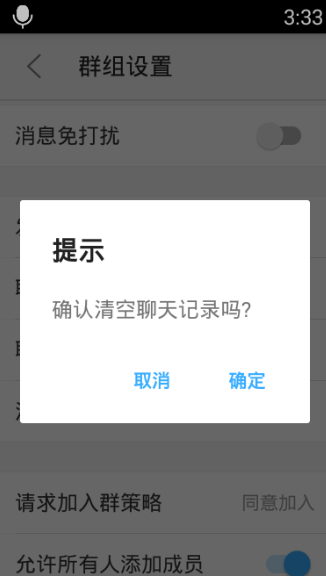 3:33
群组设置
消息免打扰
提示
确认清空聊天记录吗?
取消 确定
请求加入群策略 同意加入
允许所有人添加成员